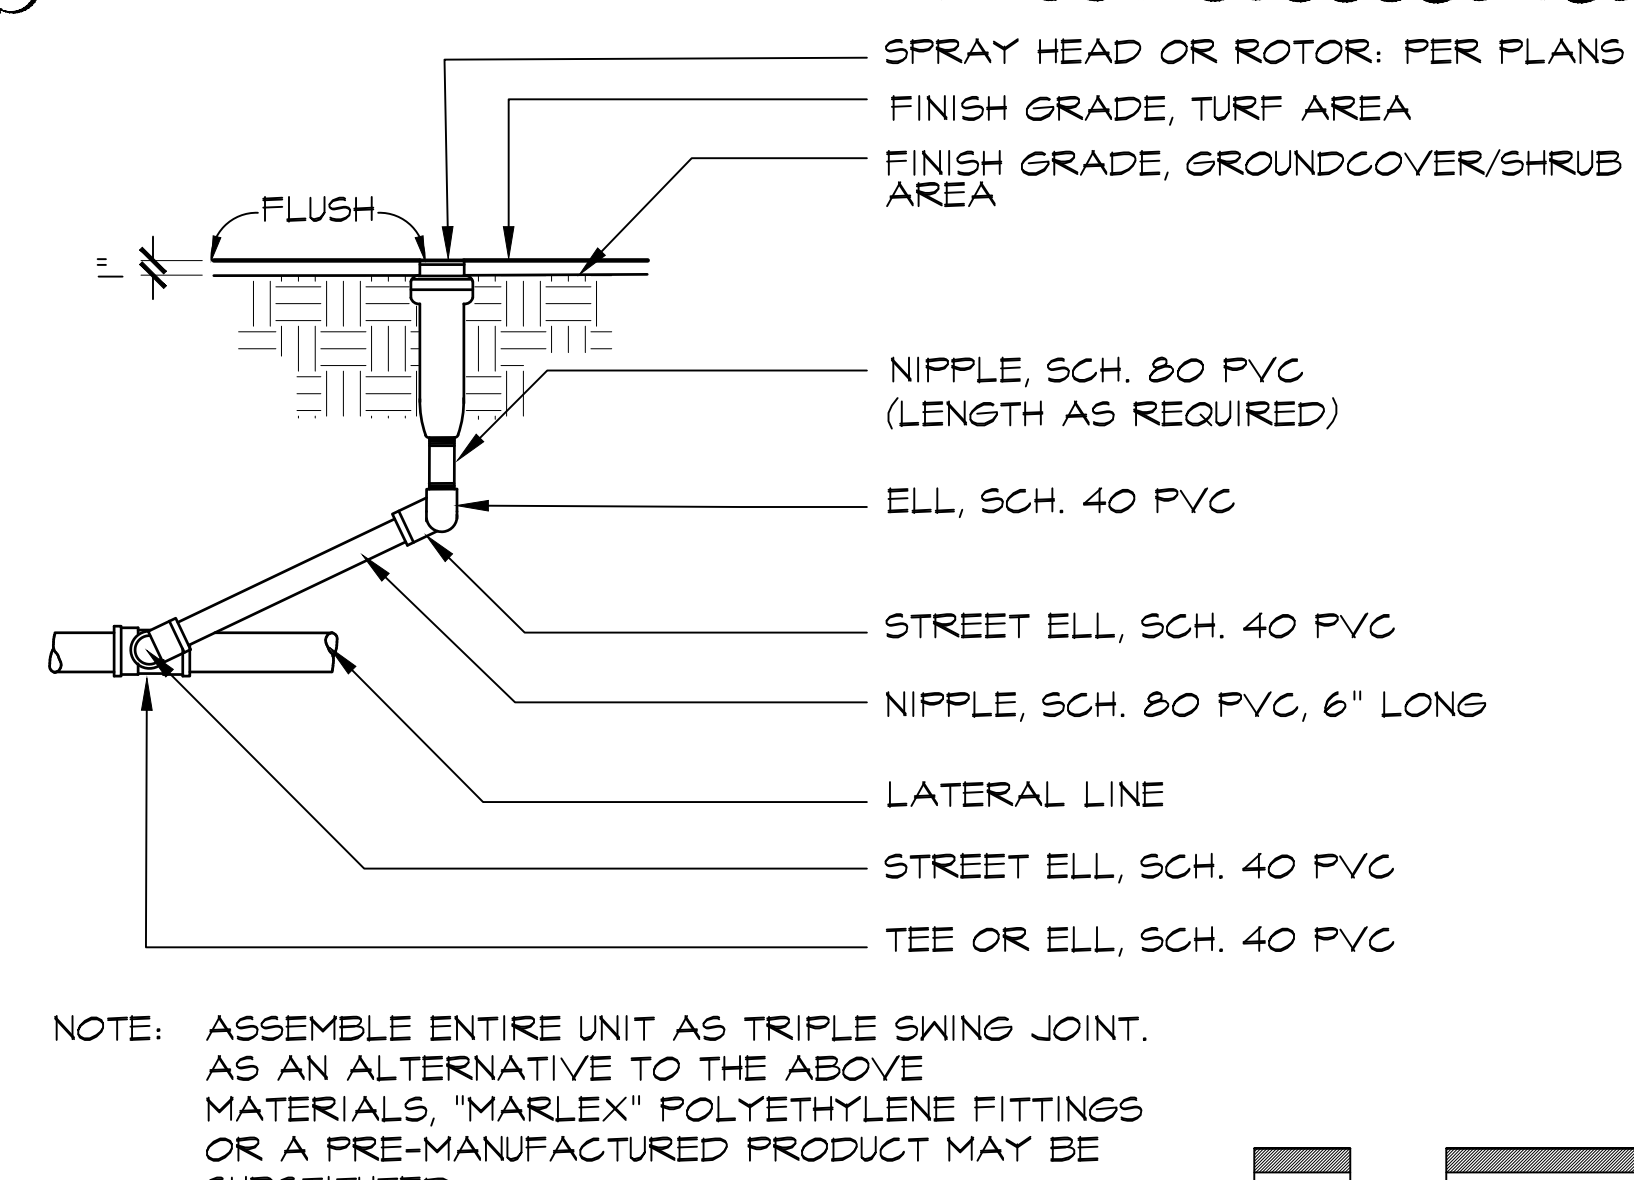 SPRAY HEAD OR ROTOR: PER PLANS
FINISH GRADE, TURF AREA
FINISH GRADE, GROUNDCOVER/SHRUB
AREA
FLUSH
1"
NIPPLE, SCH. 80 PVC
(LENGTH AS REQUIRED)
ELL, SCH. 40 PVC
STREET ELL, SCH. 40 PVC
NIPPLE, SCH. 80 PVC, 6" LONG
LATERAL LINE
STREET ELL, SCH. 40 PVC
TEE OR ELL, SCH. 40 PVC
NOTE: ASSEMBLE ENTIRE UNIT AS TRIPLE SWING JOINT.
AS AN ALTERNATIVE TO THE ABOVE
MATERIALS, "MARLEX" POLYETHYLENE FITTINGS
OR A PRE-MANUFACTURED PRODUCT MAY BE